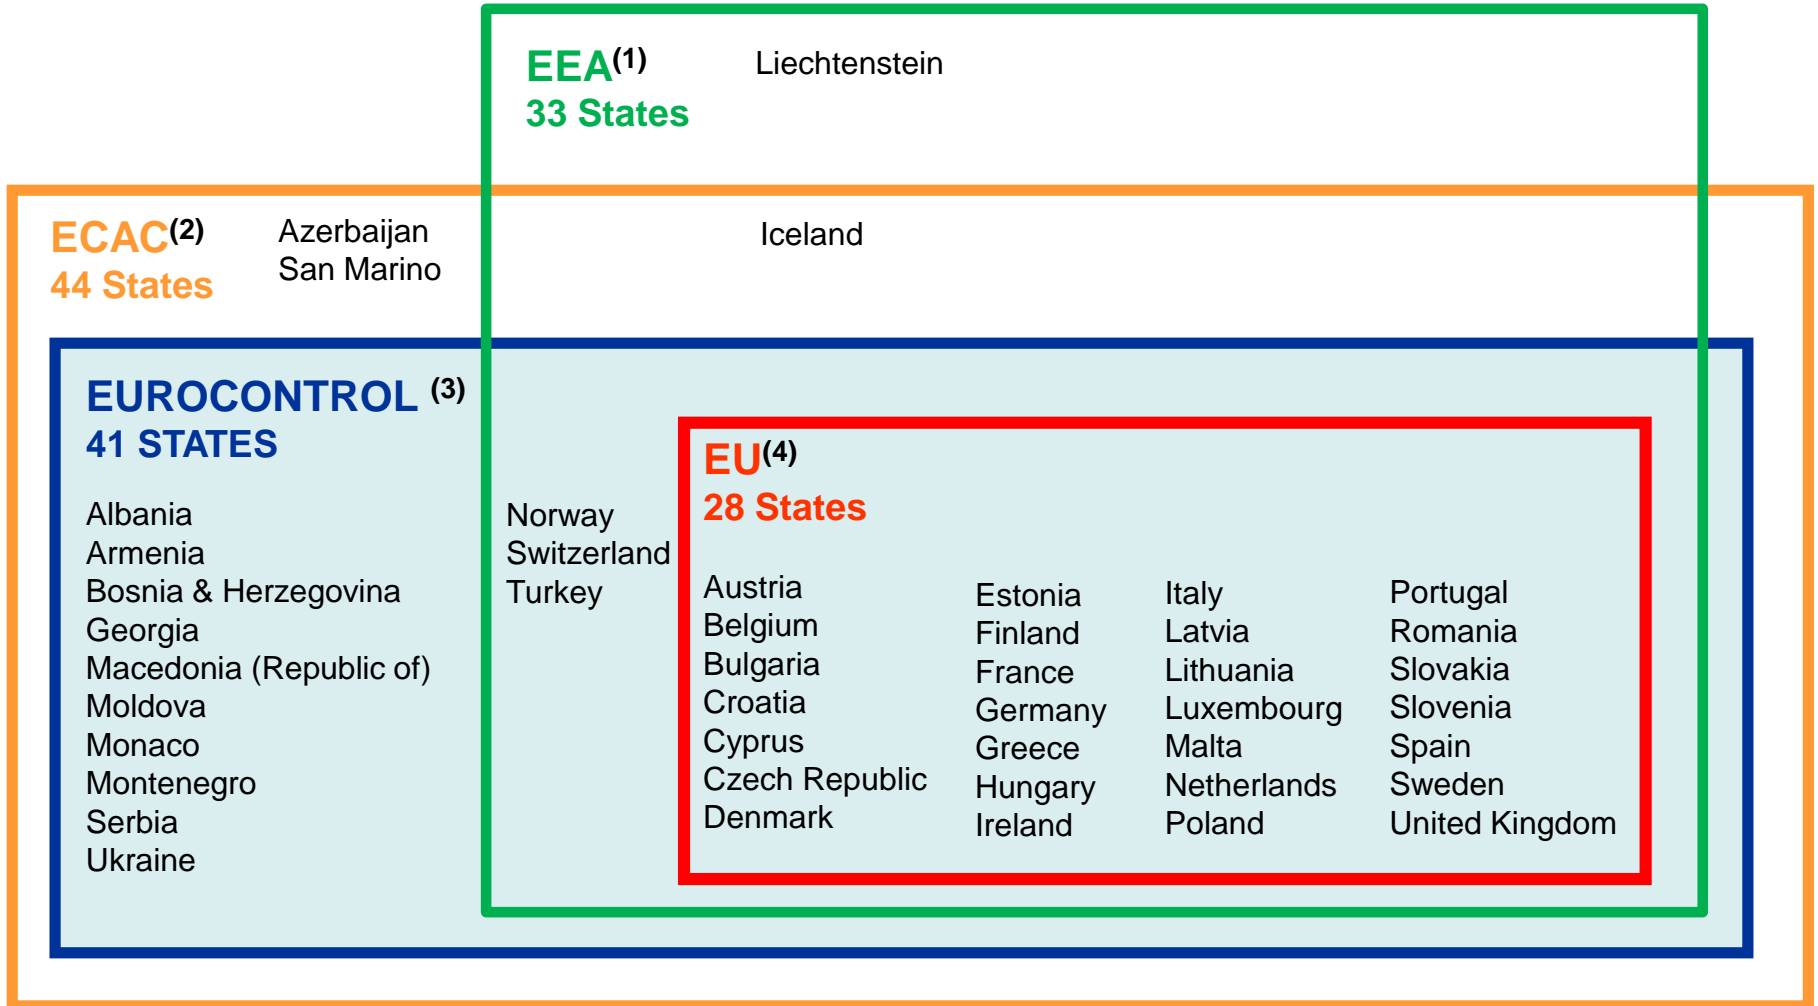 EEA(1)
33 States
Liechtenstein
ECAC(2)
44 States
Azerbaijan
San Marino
Iceland
EUROCONTROL (3)
41 STATES
Albania
Armenia
Bosnia & Herzegovina
Georgia
Macedonia (Republic of)
Moldova
Monaco
Montenegro
Serbia
Ukraine
Norway
Switzerland
Turkey
EU(4)
28 States
Austria
Belgium
Bulgaria
Croatia
Cyprus
Czech Republic
Denmark
Estonia
Finland
France
Germany
Greece
Hungary
Ireland
Italy
Latvia
Lithuania
Luxembourg
Malta
Netherlands
Poland
Portugal
Romania
Slovakia
Slovenia
Spain
Sweden
United Kingdom